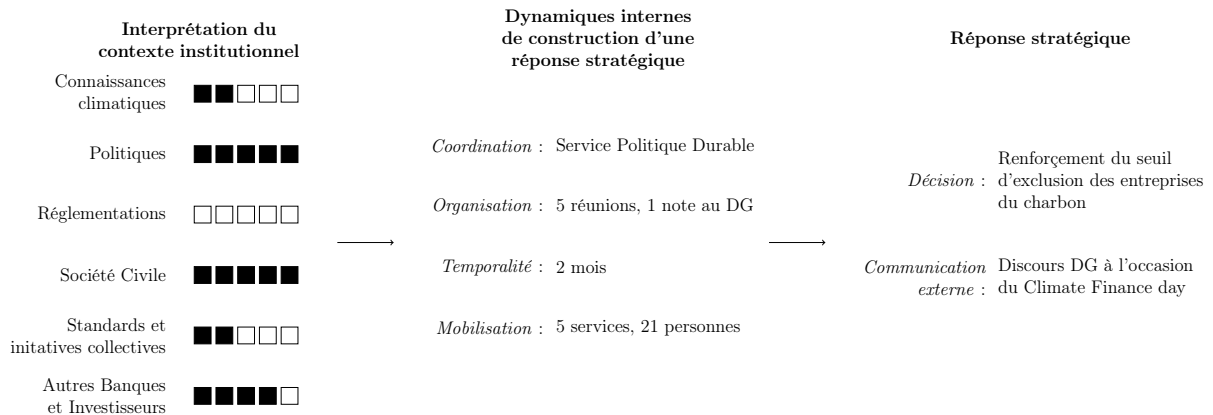 Interprétation du
contexte institutionnel
Connaissances
climatiques
Politiques
Réglementations
Société Civile
Standards et
initatives collectives
Autres Banques
et Investisseurs
Dynamiques internes
de construction d'une
réponse stratégique
Coordination : Service Politique Durable
Organisation : 5 réunions, 1 note au DG
Temporalité : 2 mois
Mobilisation : 5 services, 21 personnes
Réponse stratégique
Décision :
Renforçement du seuil
d'exclusion des entreprises
du charbon
Communication
externe :
Discours DG à l'occasion
du Climate Finance day